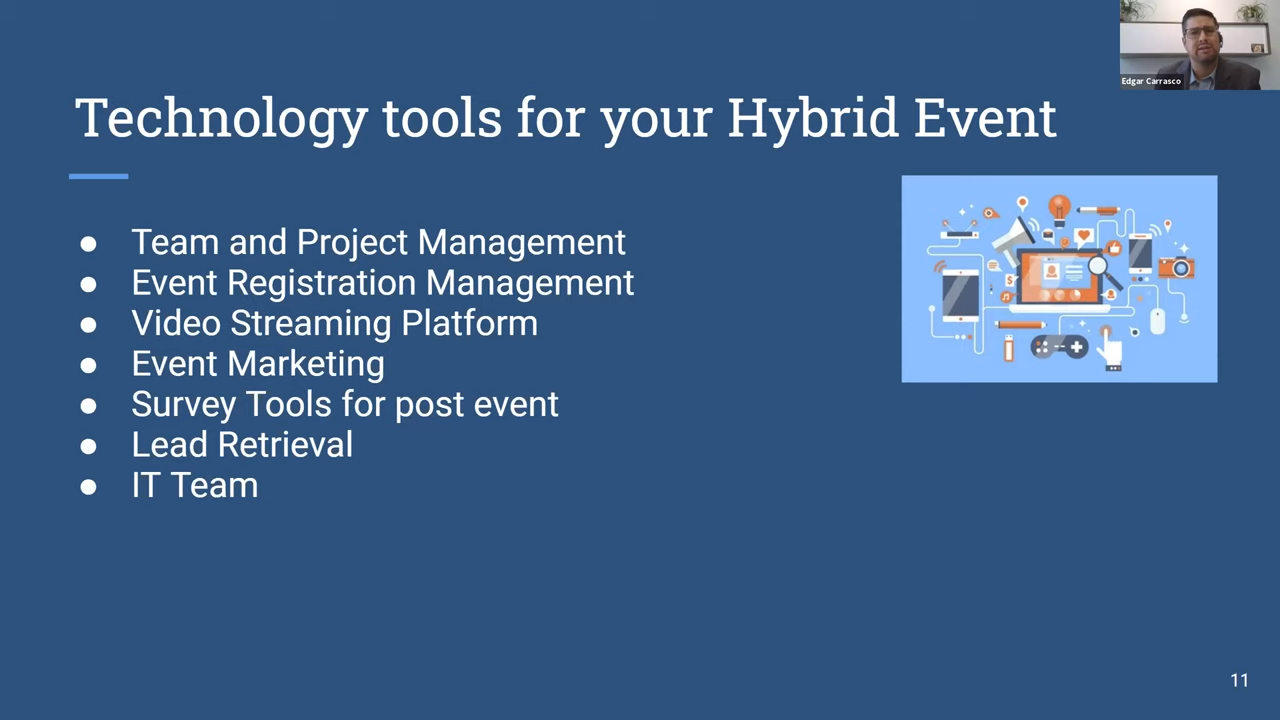 Edgar Carrasco
Technology tools for your Hybrid Event
● Team and Project Management
● Event Registration Management
● Video Streaming Platform
● Event Marketing
● Survey Tools for post event
● Lead Retrieval
● IT Team
11